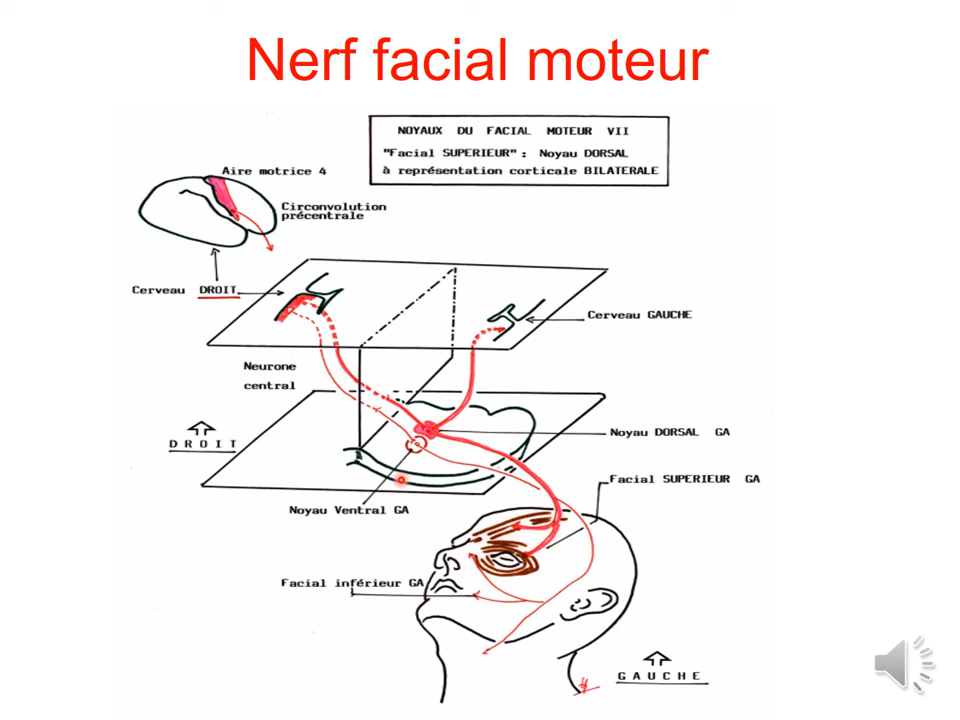 Nerf facial moteur
NOYAUX DU FACIAL MOTEUR VII
"Facial SUPERIEUR" : Noyau DORSAL
à représentation corticale BILATERALE
Aire motrice 4
Circonvolution
précentrale
Cerveau DROIT
Cerveau GAUCHE
Neurone
central
DROIT
Noyau DORSAL GA
Facial SUPERIEUR GA
Noyau Ventral GA
Facial inférieur GA
GAUCHE